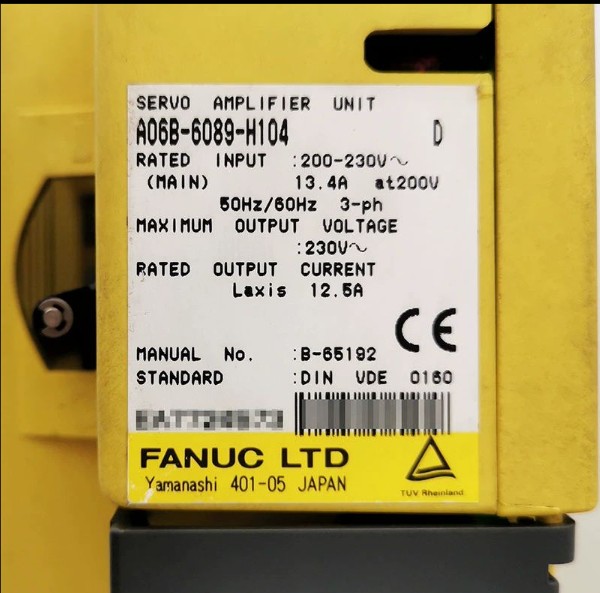 SERVO AMPLIFIER UNIT
A06B-6089-H104 D
RATED INPUT :200-230V~
(MAIN) 13.4A at200V
50Hz/60Hz 3-ph
MAXIMUM OUTPUT VOLTAGE
:230V~
RATED OUTPUT CURRENT
Laxis 12.5A
CE
MANUAL No. :B-65192
STANDARD :DIN VDE 0160
FANUC LTD
Yamanashi 401-05 JAPAN
TUV Rheinland